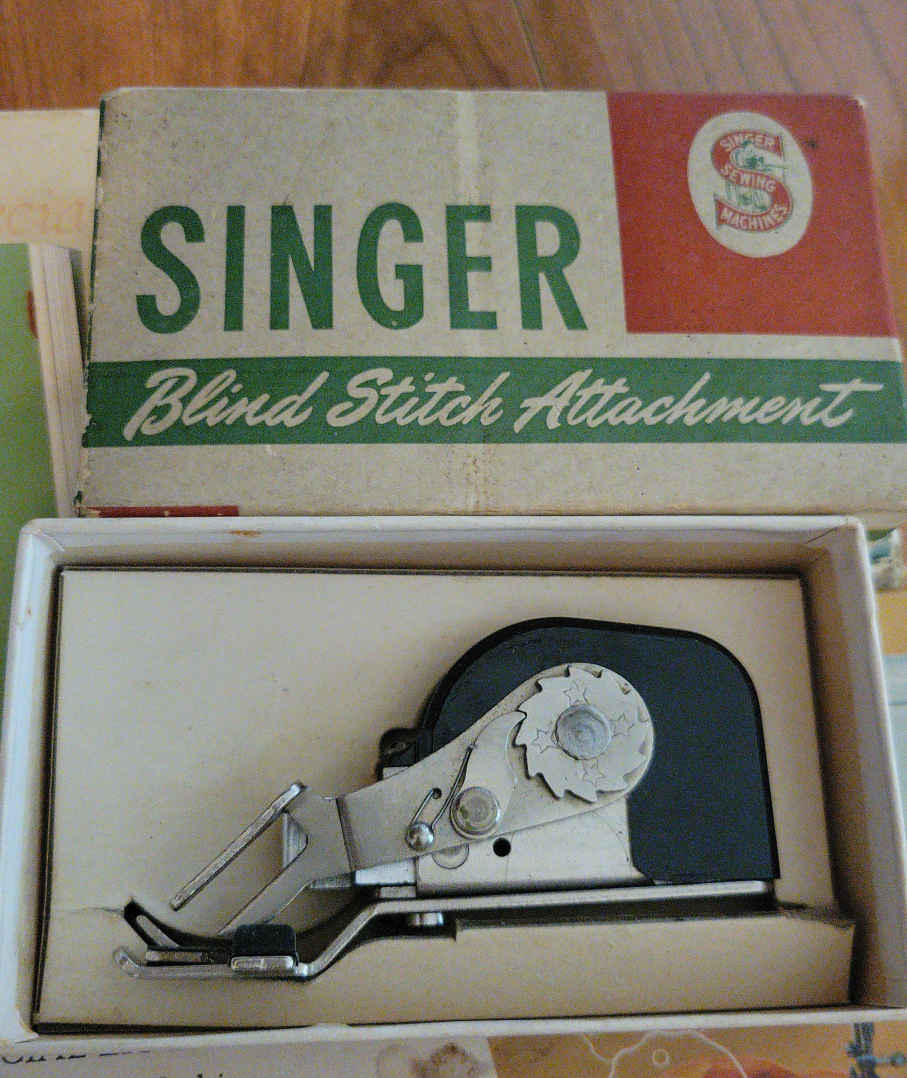 SINGER
SEWING
MACHINES
SINGER
Blind Stitch Attachment